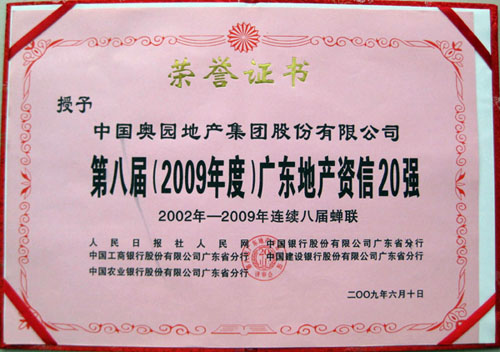 荣誉证书
授予
中国奥园地产集团股份有限公司
第八届(2009年度)广东地产资信20强
2002年—2009年连续八届蝉联
人民日报社人民网 中国银行股份有限公司广东省分行
中国工商银行股份有限公司广东省分行 中国建设银行股份有限公司广东省分行
中国农业银行股份有限公司广东省分行
二〇〇九年六月十日